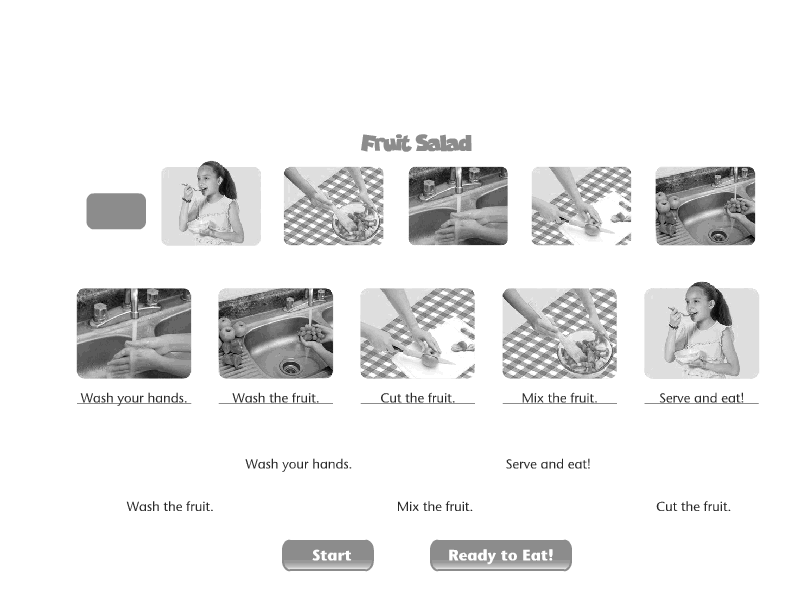 Fruit Salad
Wash your hands. Wash the fruit. Cut the fruit. Mix the fruit. Serve and eat!
Wash your hands. Serve and eat!
Wash the fruit. Mix the fruit. Cut the fruit.
Start Ready to Eat!